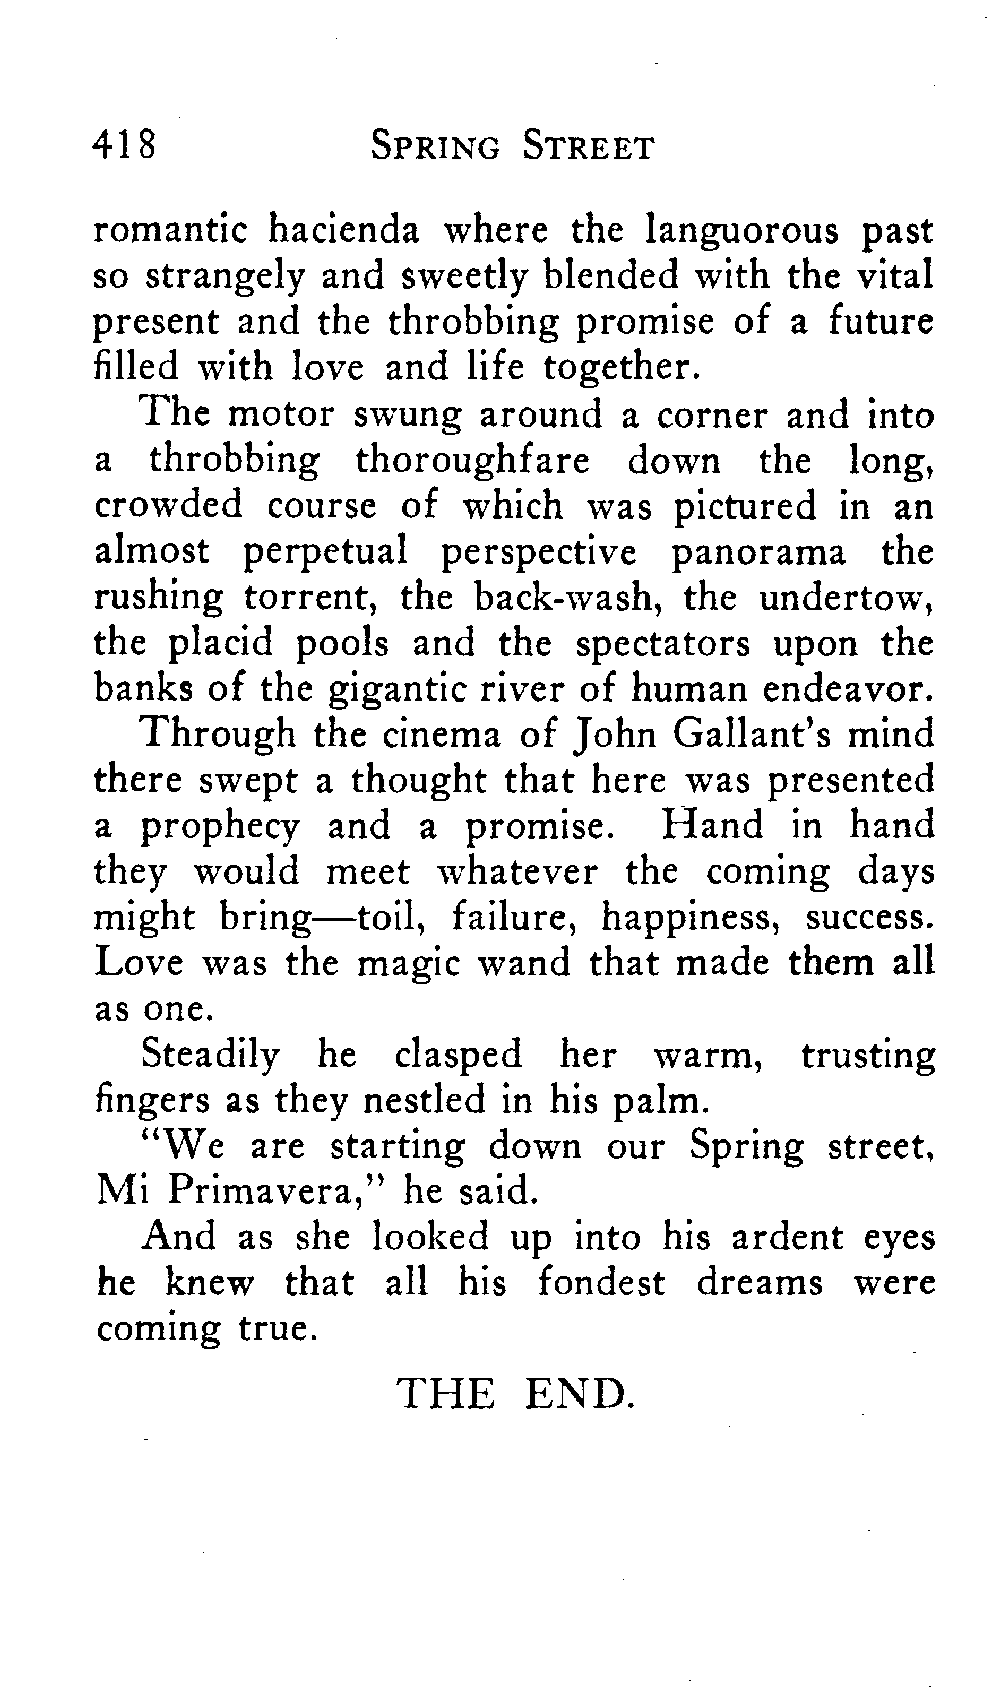 418 SPRING STREET
romantic hacienda where the languorous past
so strangely and sweetly blended with the vital
present and the throbbing promise of a future
filled with love and life together.
The motor swung around a corner and into
a throbbing thoroughfare down the long,
crowded course of which was pictured in an
almost perpetual perspective panorama the
rushing torrent, the back-wash, the undertow,
the placid pools and the spectators upon the
banks of the gigantic river of human endeavor.
Through the cinema of John Gallant's mind
there swept a thought that here was presented
a prophecy and a promise. Hand in hand
they would meet whatever the coming days
might bring—toil, failure, happiness, success.
Love was the magic wand that made them all
as one.
Steadily he clasped her warm, trusting
fingers as they nestled in his palm.
"We are starting down our Spring street,
Mi Primavera," he said.
And as she looked up into his ardent eyes
he knew that all his fondest dreams were
coming true.
THE END.